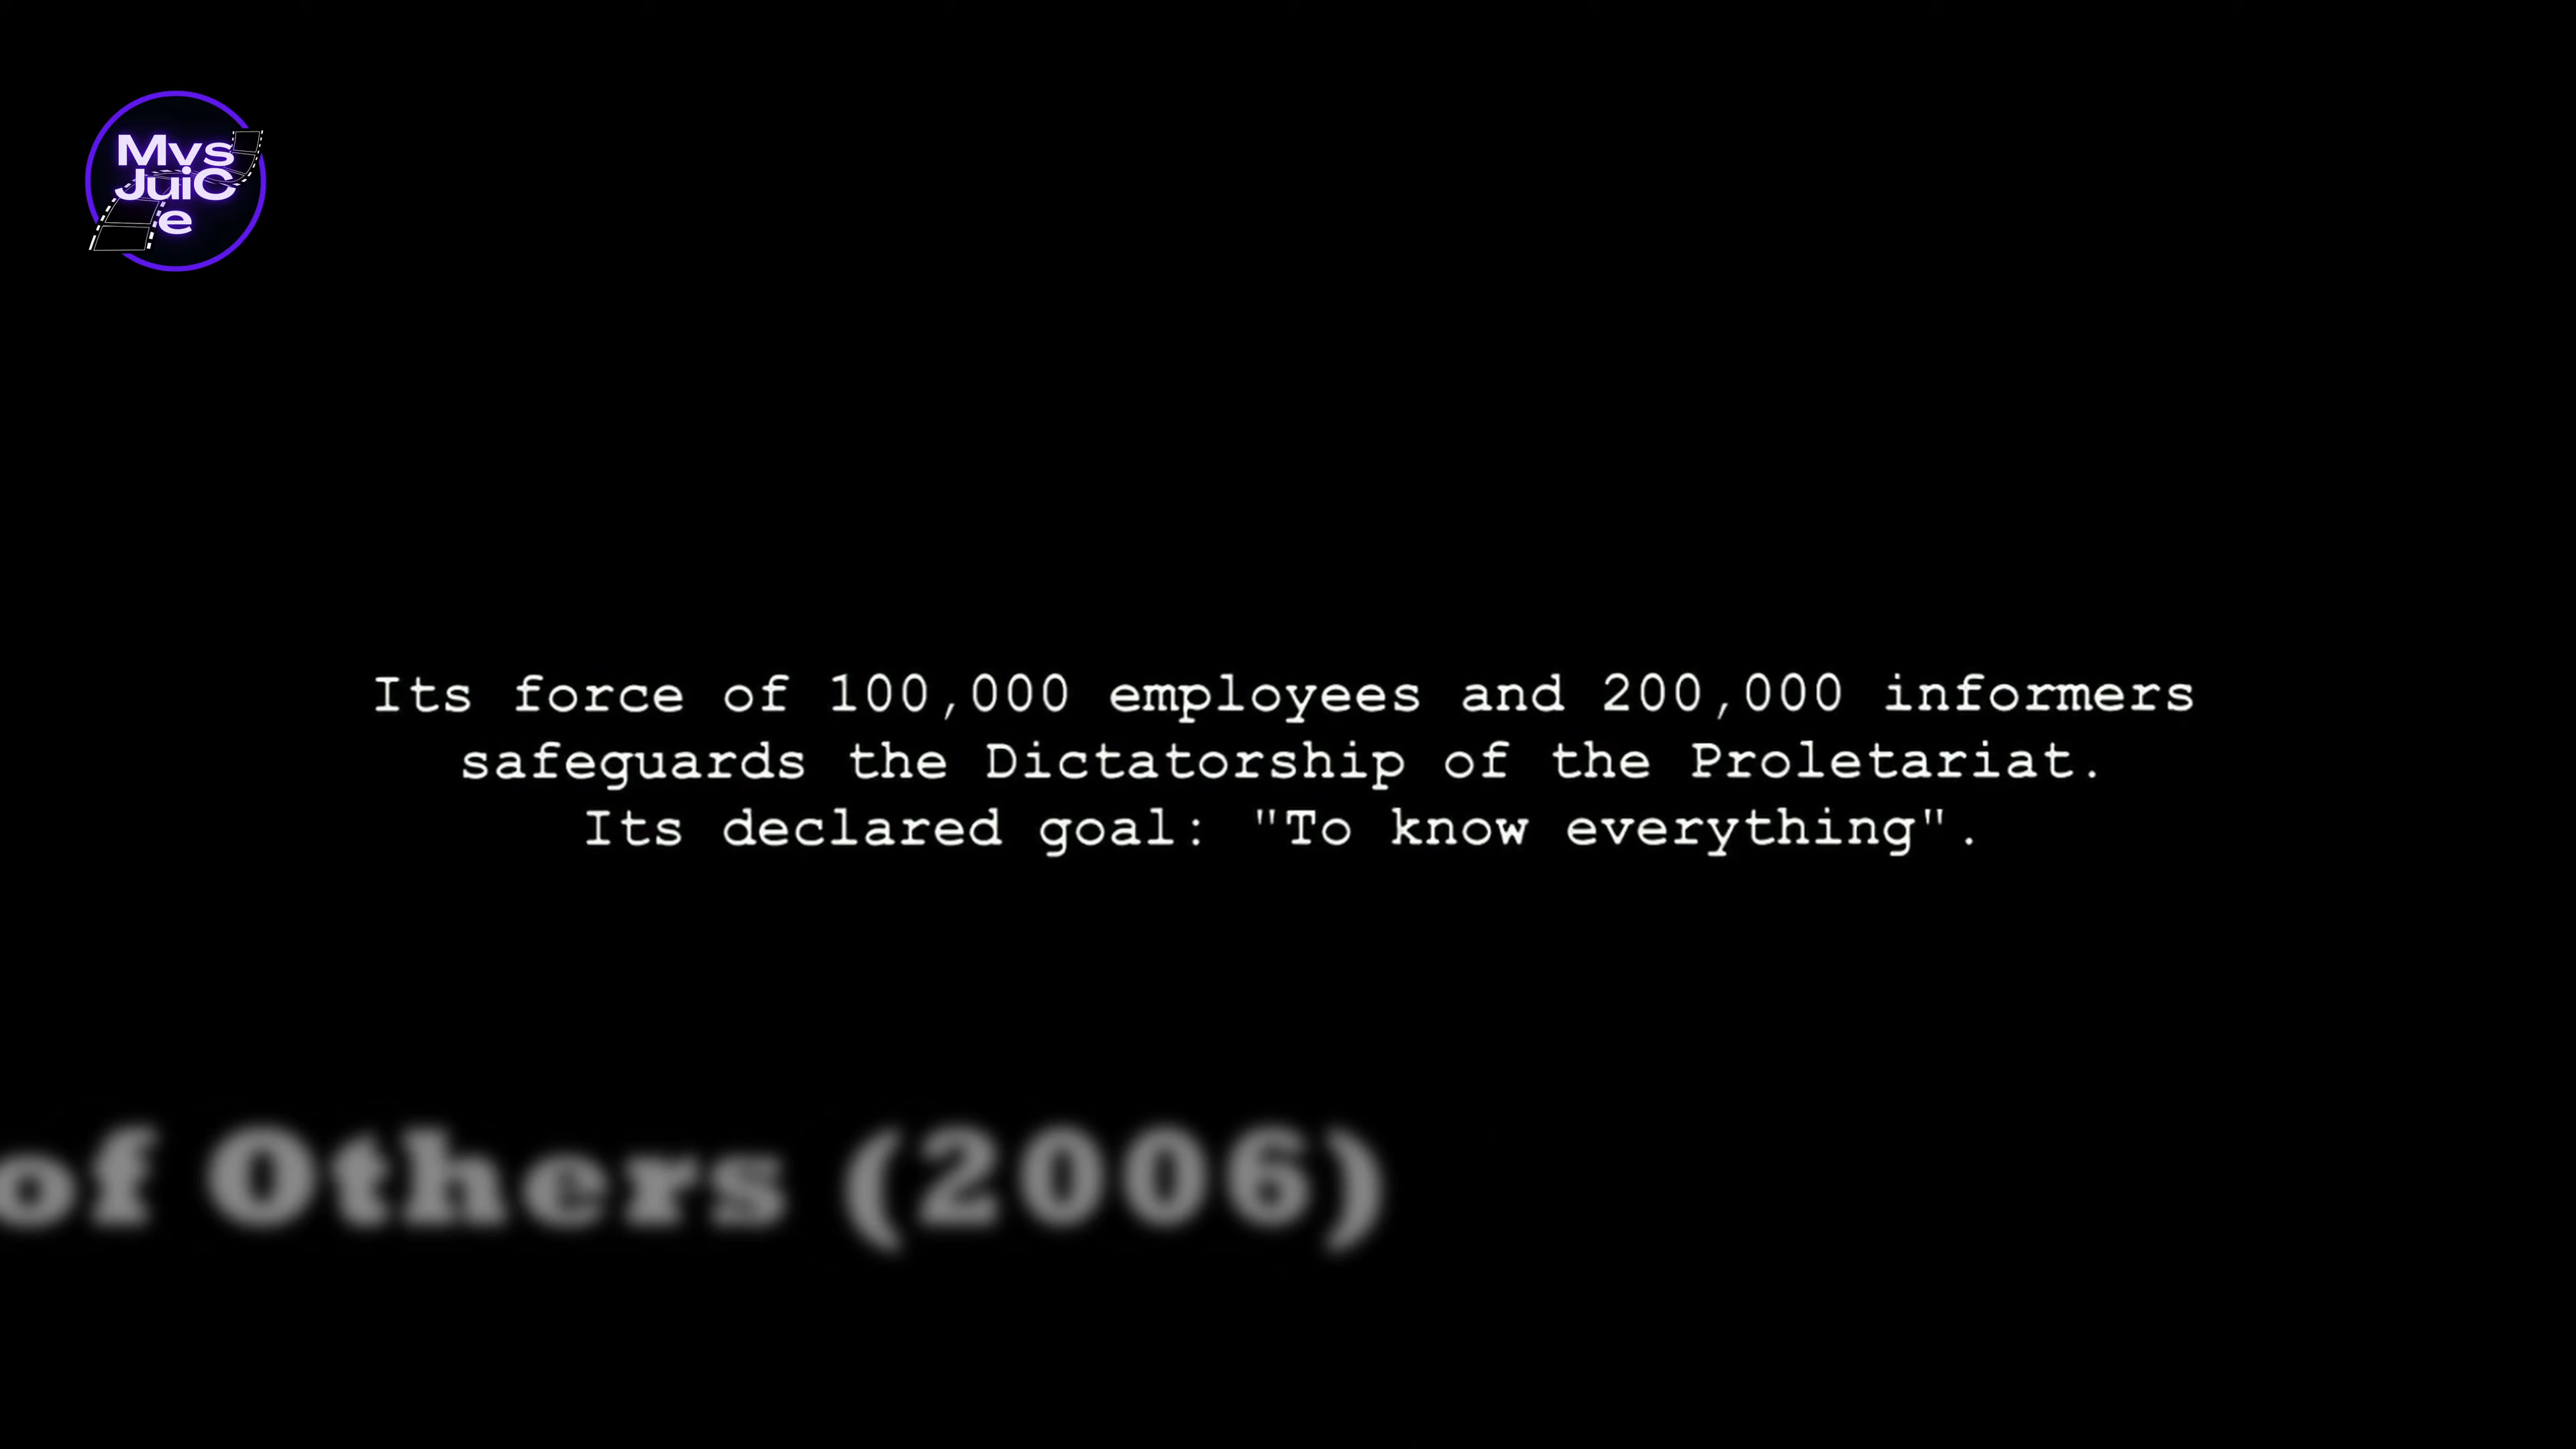 Mvs
JuiC
e
Its force of 100,000 employees and 200,000 informers
safeguards the Dictatorship of the Proletariat.
Its declared goal: "To know everything".
of Others (2006)